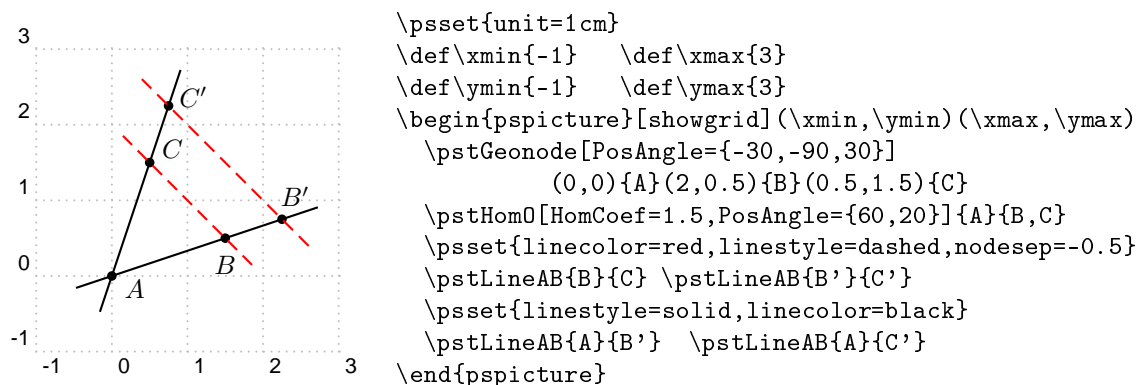 3
2
1
0
-1
-1 0 1 2 3
A
B
B′
C
C′
\psset{unit=1cm}
\def\xmin{-1}   \def\xmax{3}
\def\ymin{-1}   \def\ymax{3}
\begin{pspicture}[showgrid](\xmin,\ymin)(\xmax,\ymax)
  \pstGeonode[PosAngle={-30,-90,30}]
           (0,0){A}(2,0.5){B}(0.5,1.5){C}
  \pstHomO[HomCoef=1.5,PosAngle={60,20}]{A}{B,C}
  \psset{linecolor=red,linestyle=dashed,nodesep=-0.5}
  \pstLineAB{B}{C} \pstLineAB{B’}{C’}
  \psset{linestyle=solid,linecolor=black}
  \pstLineAB{A}{B’}  \pstLineAB{A}{C’}
\end{pspicture}